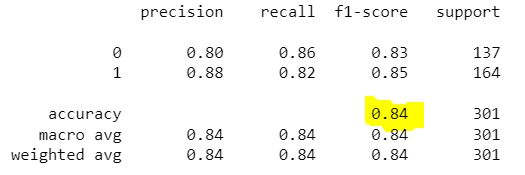 precision recall f1-score support
0 0.80 0.86 0.83 137
1 0.88 0.82 0.85 164
accuracy 0.84 301
macro avg 0.84 0.84 0.84 301
weighted avg 0.84 0.84 0.84 301